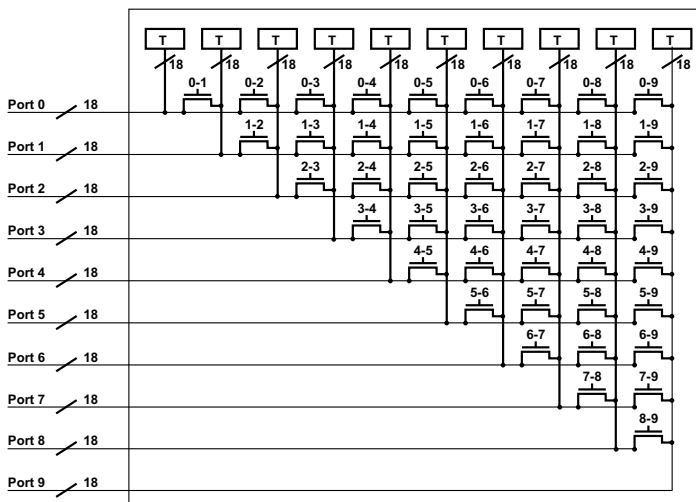 T T T T T T T T T T
18 18 18 18 18 18 18 18 18 18
0-1 0-2 0-3 0-4 0-5 0-6 0-7 0-8 0-9
Port 0 18
1-2 1-3 1-4 1-5 1-6 1-7 1-8 1-9
Port 1 18
2-3 2-4 2-5 2-6 2-7 2-8 2-9
Port 2 18
3-4 3-5 3-6 3-7 3-8 3-9
Port 3 18
4-5 4-6 4-7 4-8 4-9
Port 4 18
5-6 5-7 5-8 5-9
Port 5 18
6-7 6-8 6-9
Port 6 18
7-8 7-9
Port 7 18
8-9
Port 8 18
Port 9 18